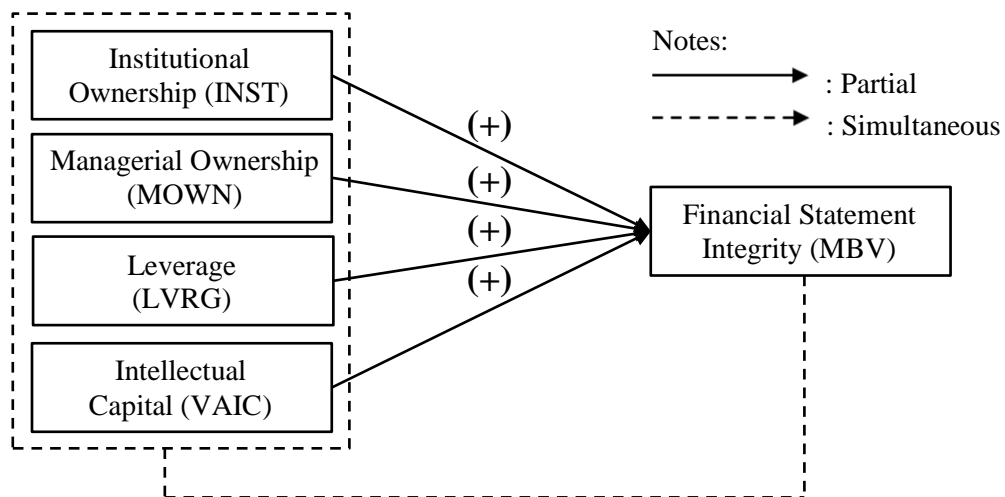 Institutional
Ownership (INST)
Managerial Ownership
(MOWN)
Leverage
(LVRG)
Intellectual
Capital (VAIC)
(+)
(+)
(+)
(+)
Notes:
: Partial
: Simultaneous
Financial Statement
Integrity (MBV)